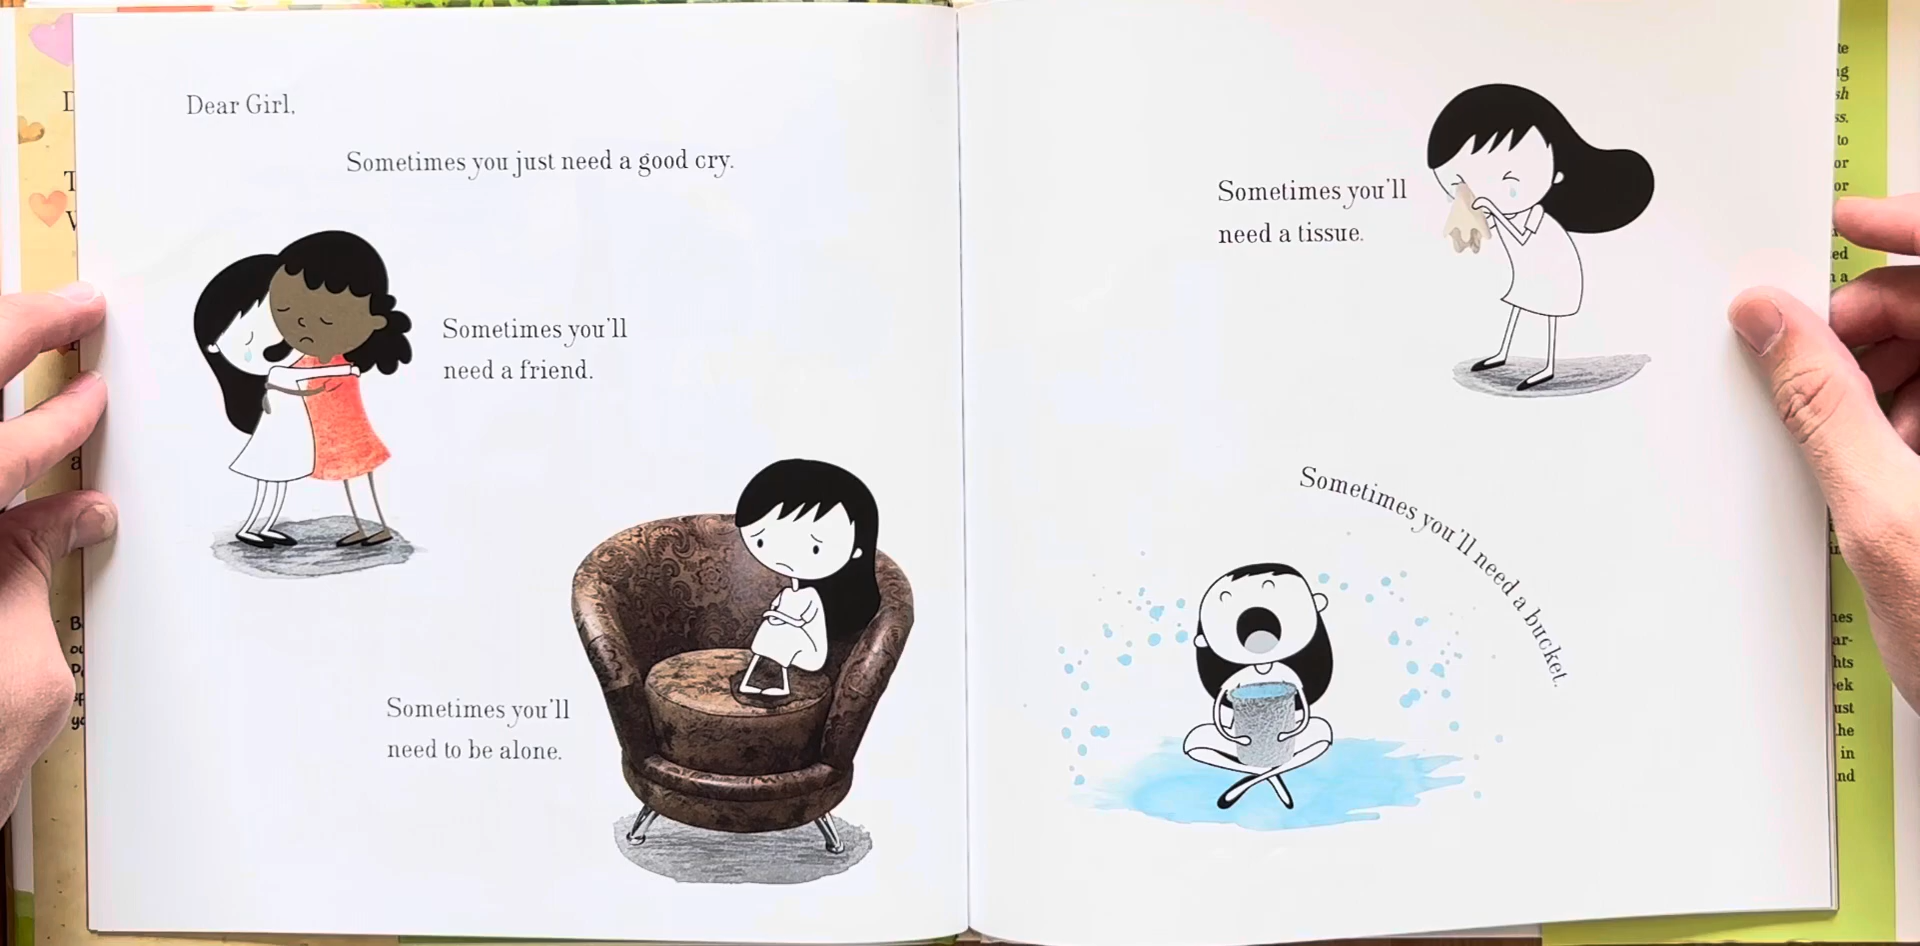 Dear Girl,
Sometimes you just need a good cry.
Sometimes you'll
need a friend.
Sometimes you'll
need to be alone.
Sometimes you'll
need a tissue.
Sometimes you'll need a bucket.